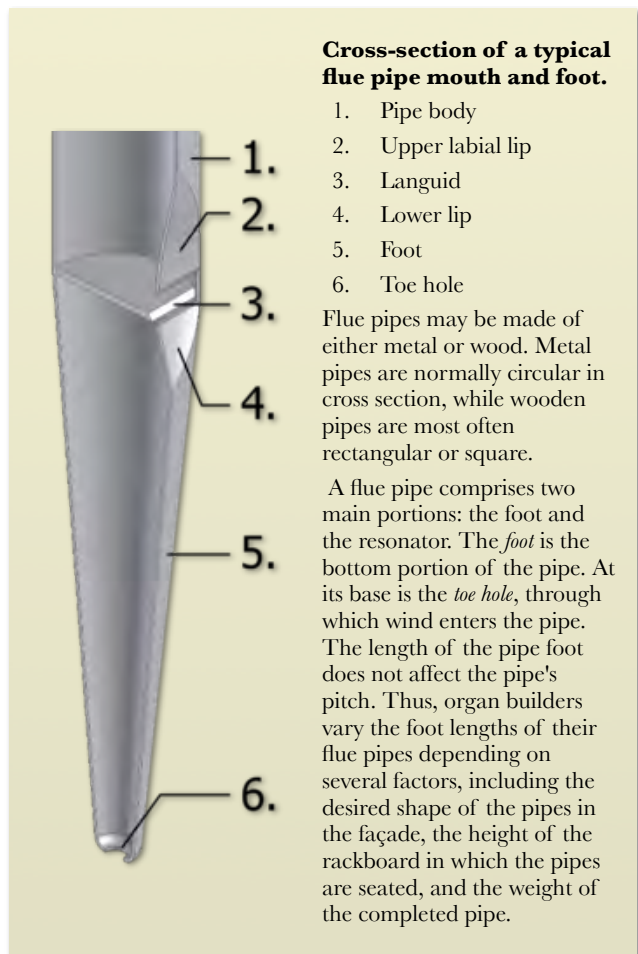 Cross-section of a typical
flue pipe mouth and foot.
1. Pipe body
2. Upper labial lip
3. Languid
4. Lower lip
5. Foot
6. Toe hole
Flue pipes may be made of
either metal or wood. Metal
pipes are normally circular in
cross section, while wooden
pipes are most often
rectangular or square.
A flue pipe comprises two
main portions: the foot and
the resonator. The foot is the
bottom portion of the pipe. At
its base is the toe hole, through
which wind enters the pipe.
The length of the pipe foot
does not affect the pipe's
pitch. Thus, organ builders
vary the foot lengths of their
flue pipes depending on
several factors, including the
desired shape of the pipes in
the façade, the height of the
rackboard in which the pipes
are seated, and the weight of
the completed pipe.
1.
2.
3.
4.
5.
6.